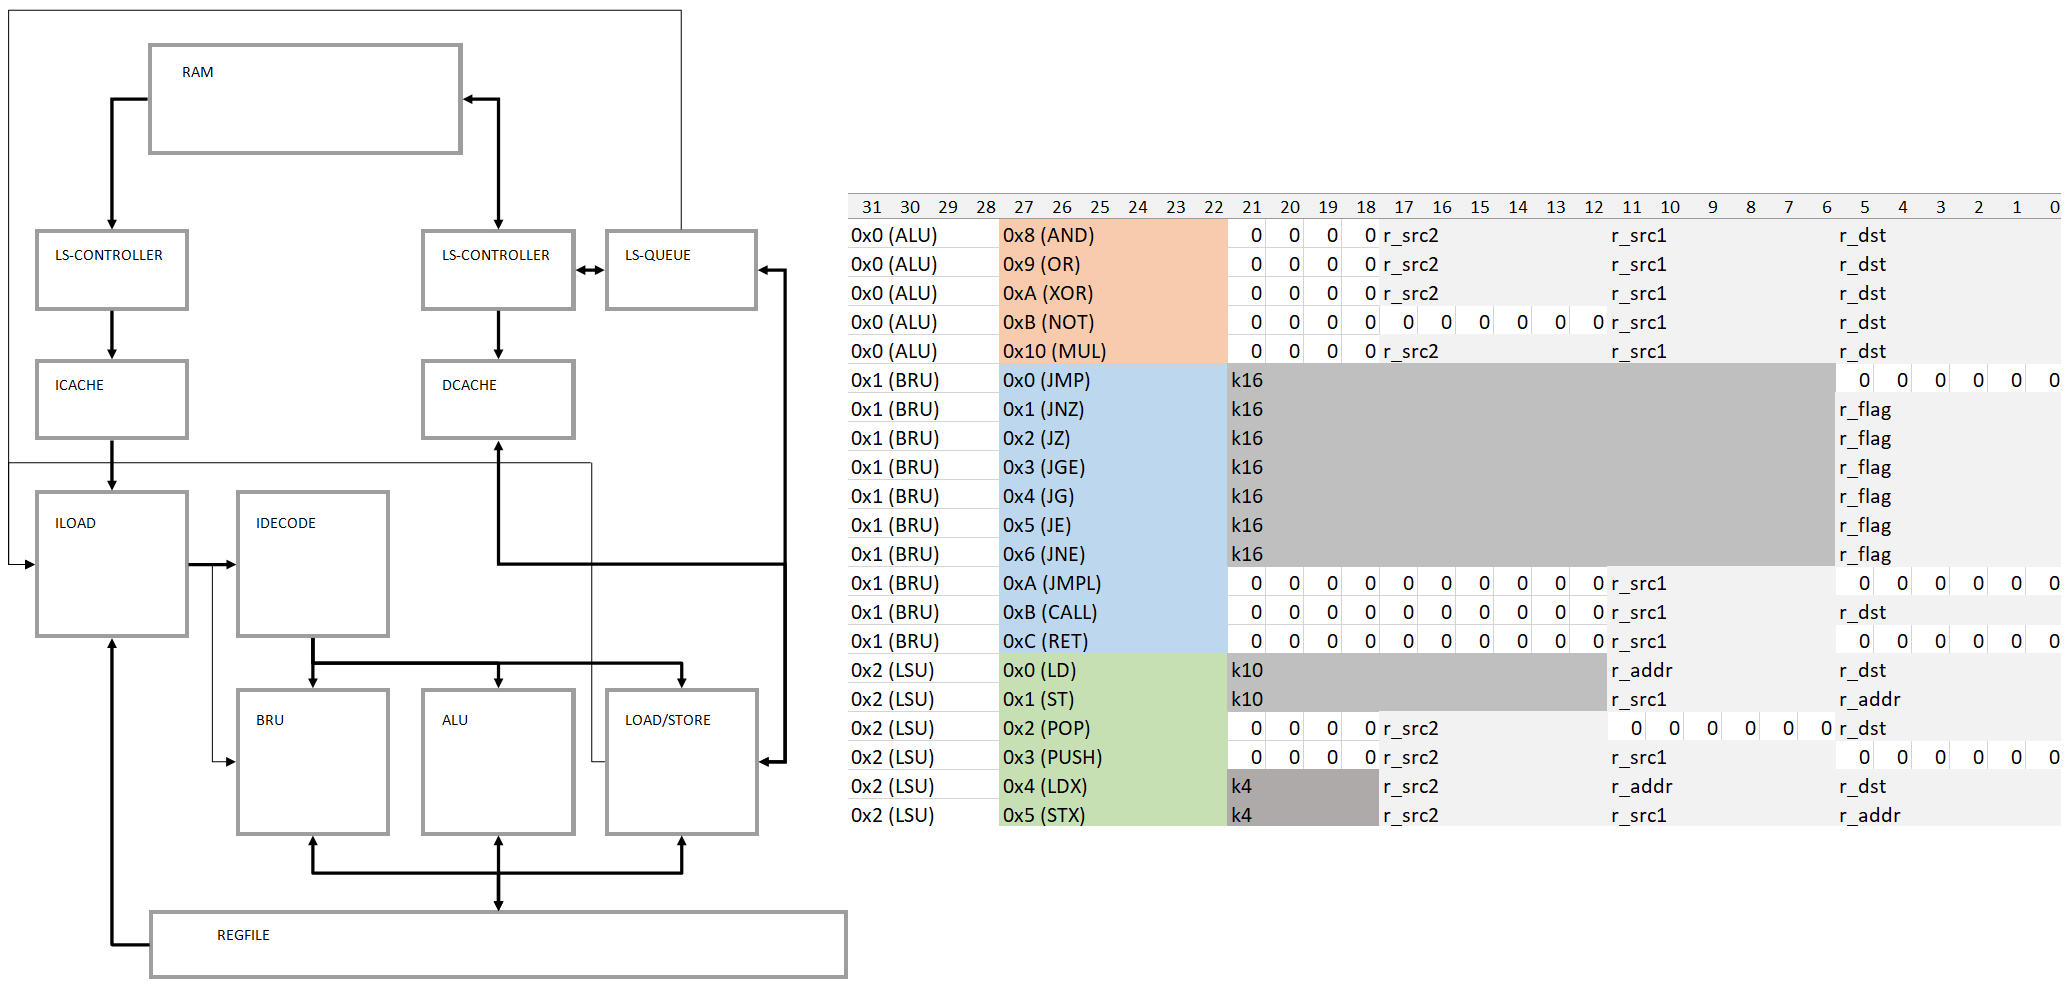 RAM
LS-CONTROLLER
LS-CONTROLLER
LS-QUEUE
ICACHE
DCACHE
ILOAD
IDECODE
BRU
ALU
LOAD/STORE
REGFILE
31 30 29 28 27 26 25 24 23 22 21 20 19 18 17 16 15 14 13 12 11 10 9 8 7 6 5 4 3 2 1 0
0x0 (ALU) 0x8 (AND) 0 0 0 0 r_src2 r_src1 r_dst
0x0 (ALU) 0x9 (OR) 0 0 0 0 r_src2 r_src1 r_dst
0x0 (ALU) 0xA (XOR) 0 0 0 0 r_src2 r_src1 r_dst
0x0 (ALU) 0xB (NOT) 0 0 0 0 0 0 0 0 0 0 r_src1 r_dst
0x0 (ALU) 0x10 (MUL) 0 0 0 0 r_src2 r_src1 r_dst
0x1 (BRU) 0x0 (JMP) k16 0 0 0 0 0 0
0x1 (BRU) 0x1 (JNZ) k16 r_flag
0x1 (BRU) 0x2 (JZ) k16 r_flag
0x1 (BRU) 0x3 (JGE) k16 r_flag
0x1 (BRU) 0x4 (JG) k16 r_flag
0x1 (BRU) 0x5 (JE) k16 r_flag
0x1 (BRU) 0x6 (JNE) k16 r_flag
0x1 (BRU) 0xA (JMPL) 0 0 0 0 0 0 0 0 0 0 r_src1 0 0 0 0 0 0
0x1 (BRU) 0xB (CALL) 0 0 0 0 0 0 0 0 0 0 r_src1 r_dst
0x1 (BRU) 0xC (RET) 0 0 0 0 0 0 0 0 0 0 r_src1 0 0 0 0 0 0
0x2 (LSU) 0x0 (LD) k10 r_addr r_dst
0x2 (LSU) 0x1 (ST) k10 r_src1 r_addr
0x2 (LSU) 0x2 (POP) 0 0 0 0 r_src2 0 0 0 0 0 0 r_dst
0x2 (LSU) 0x3 (PUSH) 0 0 0 0 r_src2 r_src1 0 0 0 0 0 0
0x2 (LSU) 0x4 (LDX) k4 r_src2 r_addr r_dst
0x2 (LSU) 0x5 (STX) k4 r_src2 r_src1 r_addr